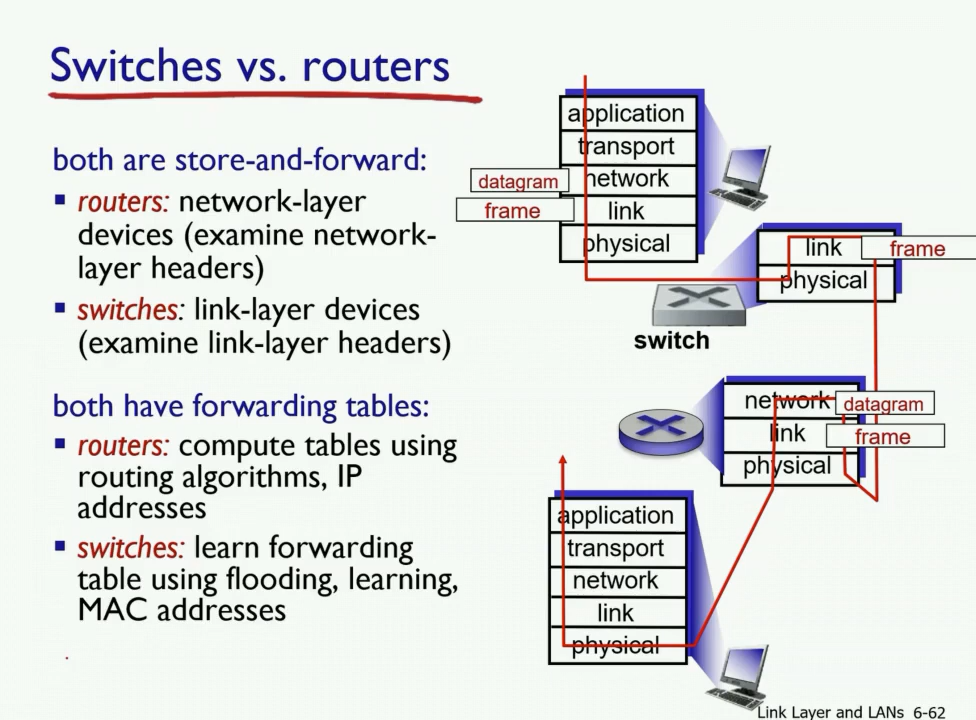 Switches vs. routers
both are store-and-forward:
routers: network-layer
devices (examine network-
layer headers)
switches: link-layer devices
(examine link-layer headers)
both have forwarding tables:
routers: compute tables using
routing algorithms, IP
addresses
switches: learn forwarding
table using flooding, learning,
MAC addresses
application
transport
datagram
network
frame
link
physical
link
frame
physical
switch
network
datagram
link
frame
physical
application
transport
network
link
physical
Link Layer and LANs 6-62